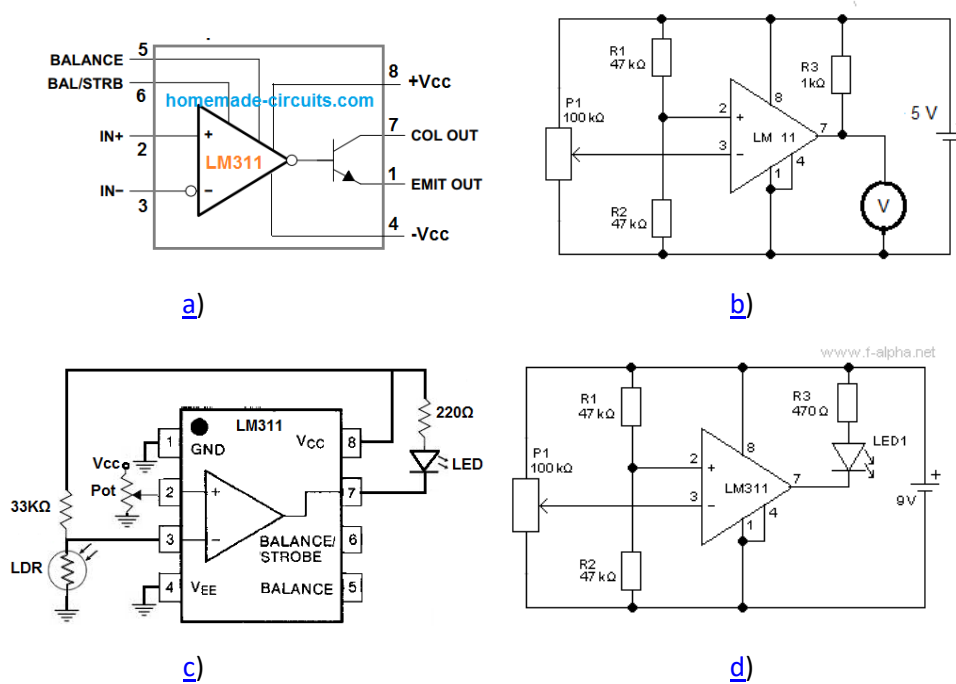 BALANCE
5
BAL/STRB
6
homemade-circuits.com
8
+Vcc
IN+
2
+
LM311
7
COL OUT
IN−
3
−
1
EMIT OUT
4
-Vcc
a)
R1
47 kΩ
P1
100 kΩ
R2
47 kΩ
2
+
3
−
LM 11
8
7
1
4
R3
1kΩ
V
5 V
b)
LM311
1
GND
VCC
8
220Ω
LED
Vcc
Pot
2
+
7
33KΩ
3
−
BALANCE/
STROBE
6
LDR
4
VEE
BALANCE
5
c)
www.f-alpha.net
R1
47 kΩ
P1
100 kΩ
R2
47 kΩ
2
+
3
−
LM311
8
7
1
4
R3
470 Ω
LED1
+
9V
d)